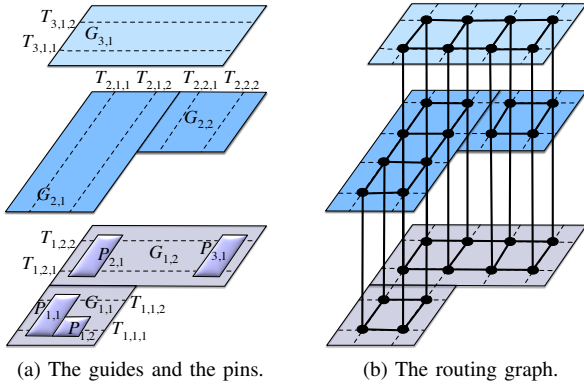 T3,1,2
G3,1
T3,1,1
T2,1,1 T2,1,2 T2,2,1 T2,2,2
G2,2
G2,1
T1,2,2
P2,1 G1,2 P3,1
T1,2,1
P1,1 G1,1 T1,1,2
P1,2 T1,1,1
(a) The guides and the pins. (b) The routing graph.